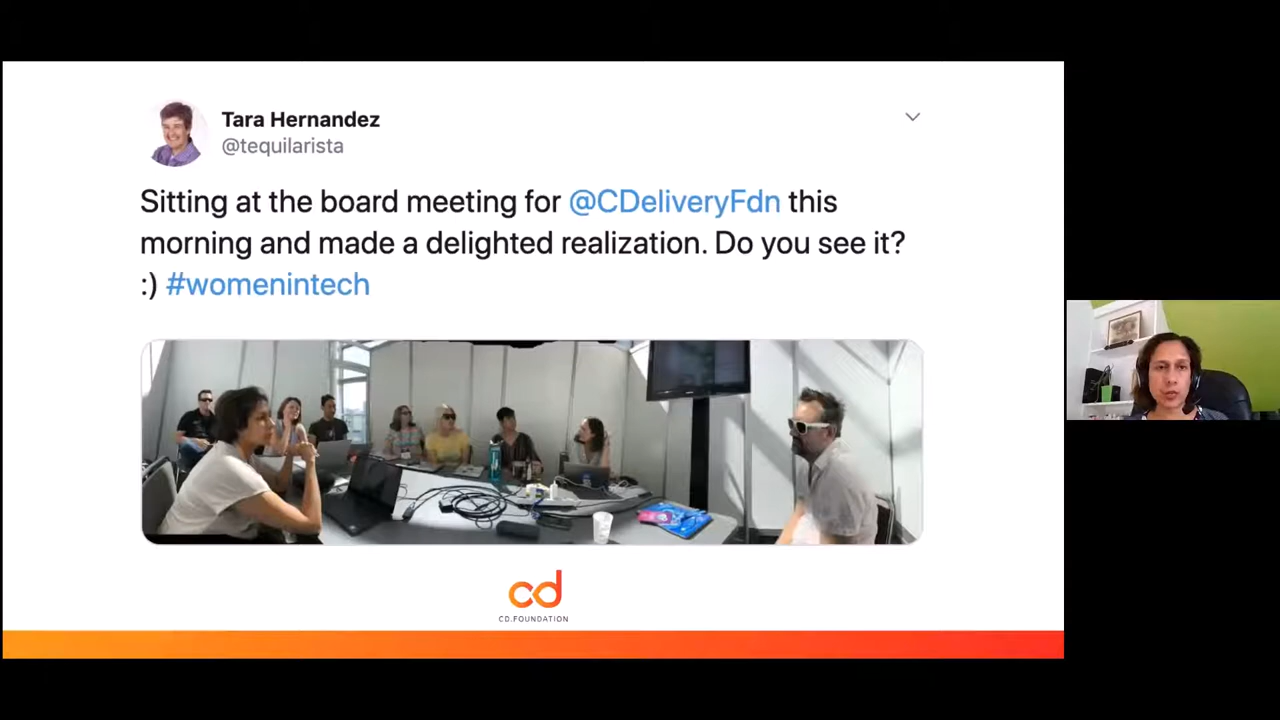 Tara Hernandez
@tequilarista
Sitting at the board meeting for @CDeliveryFdn this
morning and made a delighted realization. Do you see it?
:) #womenintech
cd
CD.FOUNDATION